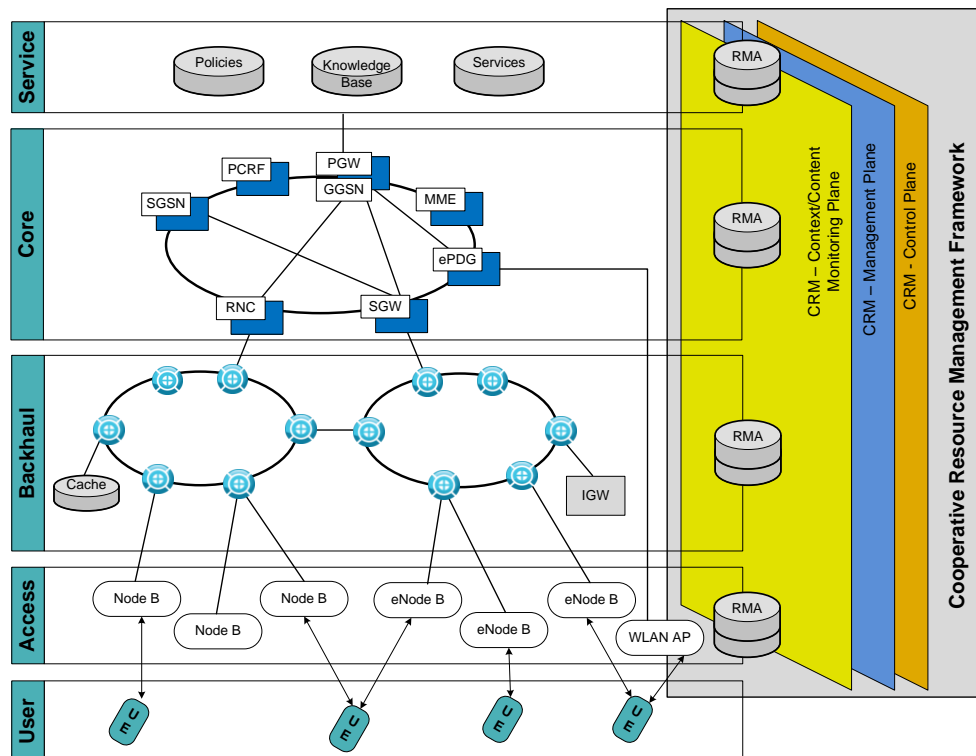 Service
Policies
Knowledge
Base
Services
RMA
Core
PCRF
PGW
GGSN
SGSN
MME
ePDG
RNC
SGW
RMA
CRM – Context/Content
Monitoring Plane
CRM – Management Plane
CRM - Control Plane
Cooperative Resource Management Framework
Backhaul
Cache
IGW
RMA
Access
Node B
Node B
Node B
eNode B
eNode B
eNode B
WLAN AP
RMA
User
UE
UE
UE
UE